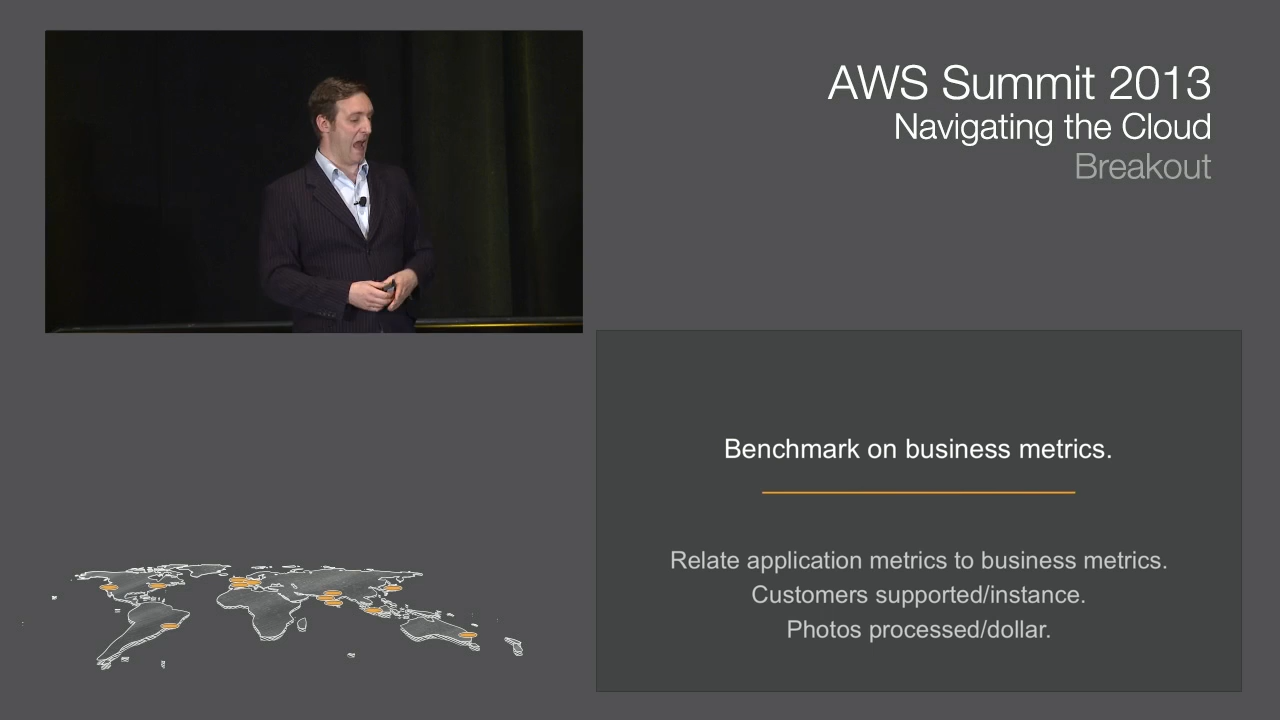 AWS Summit 2013
Navigating the Cloud
Breakout
Benchmark on business metrics.
Relate application metrics to business metrics.
Customers supported/instance.
Photos processed/dollar.